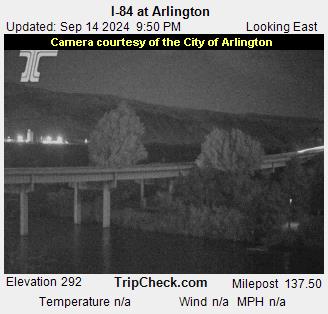 I-84 at Arlington
Updated: Sep 14 2024 9:50 PM Looking East
Camera courtesy of the City of Arlington
Elevation 292 TripCheck.com Milepost 137.50
Temperature n/a Wind n/a MPH n/a